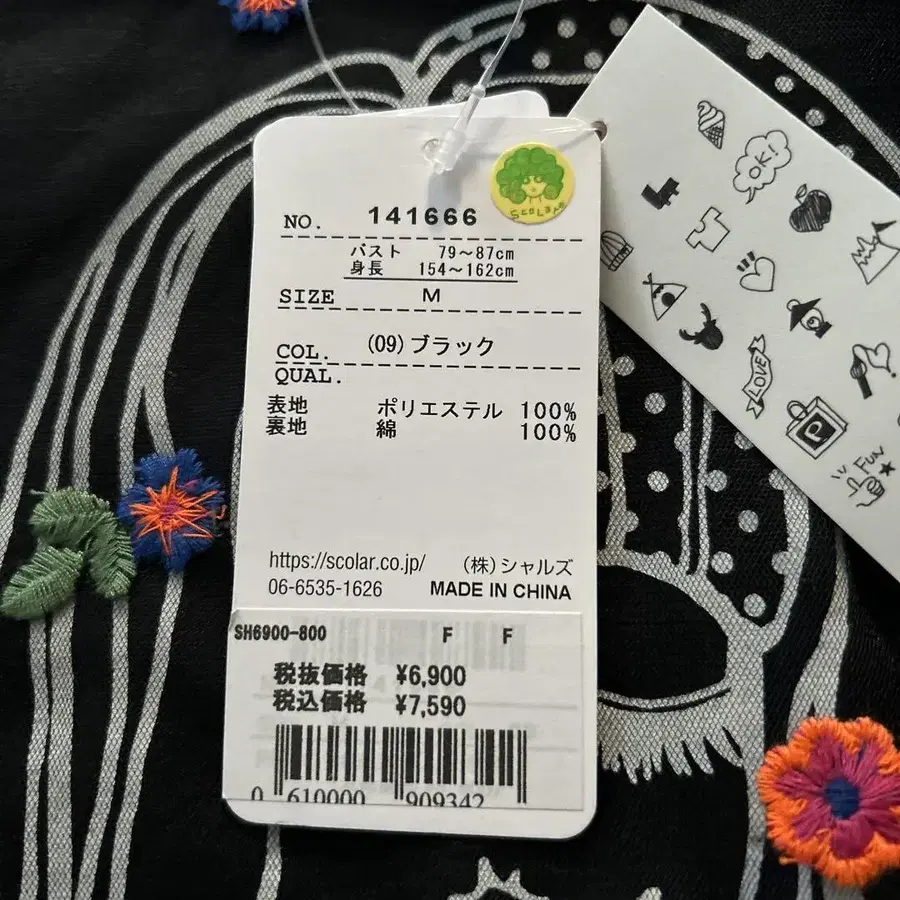 ScoLar
NO. 141666
バスト 79〜87cm
身長 154〜162cm
SIZE M
COL. (09)ブラック
QUAL.
表地 ポリエステル 100%
裏地 綿 100%
https://scolar.co.jp/ (株)シャルズ
06-6535-1626 MADE IN CHINA
SH6900-800 F F
税抜価格 ¥6,900
税込価格 ¥7,590
0 610000 909342
OK!
LOVE
P
Fun